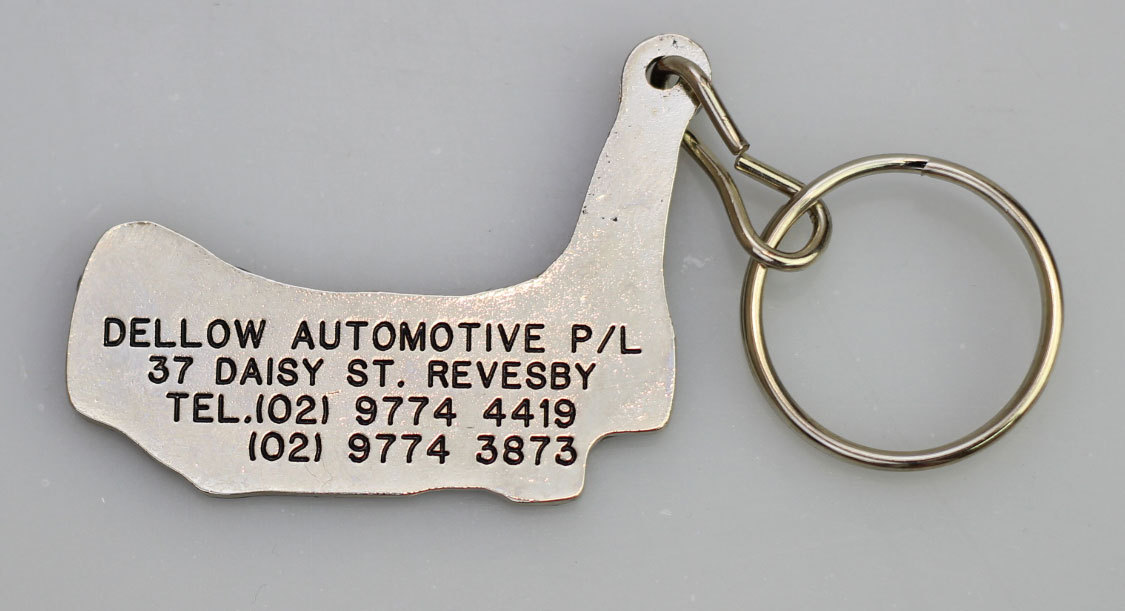 DELLOW AUTOMOTIVE P/L
37 DAISY ST. REVESBY
TEL.(02) 9774 4419
(02) 9774 3873